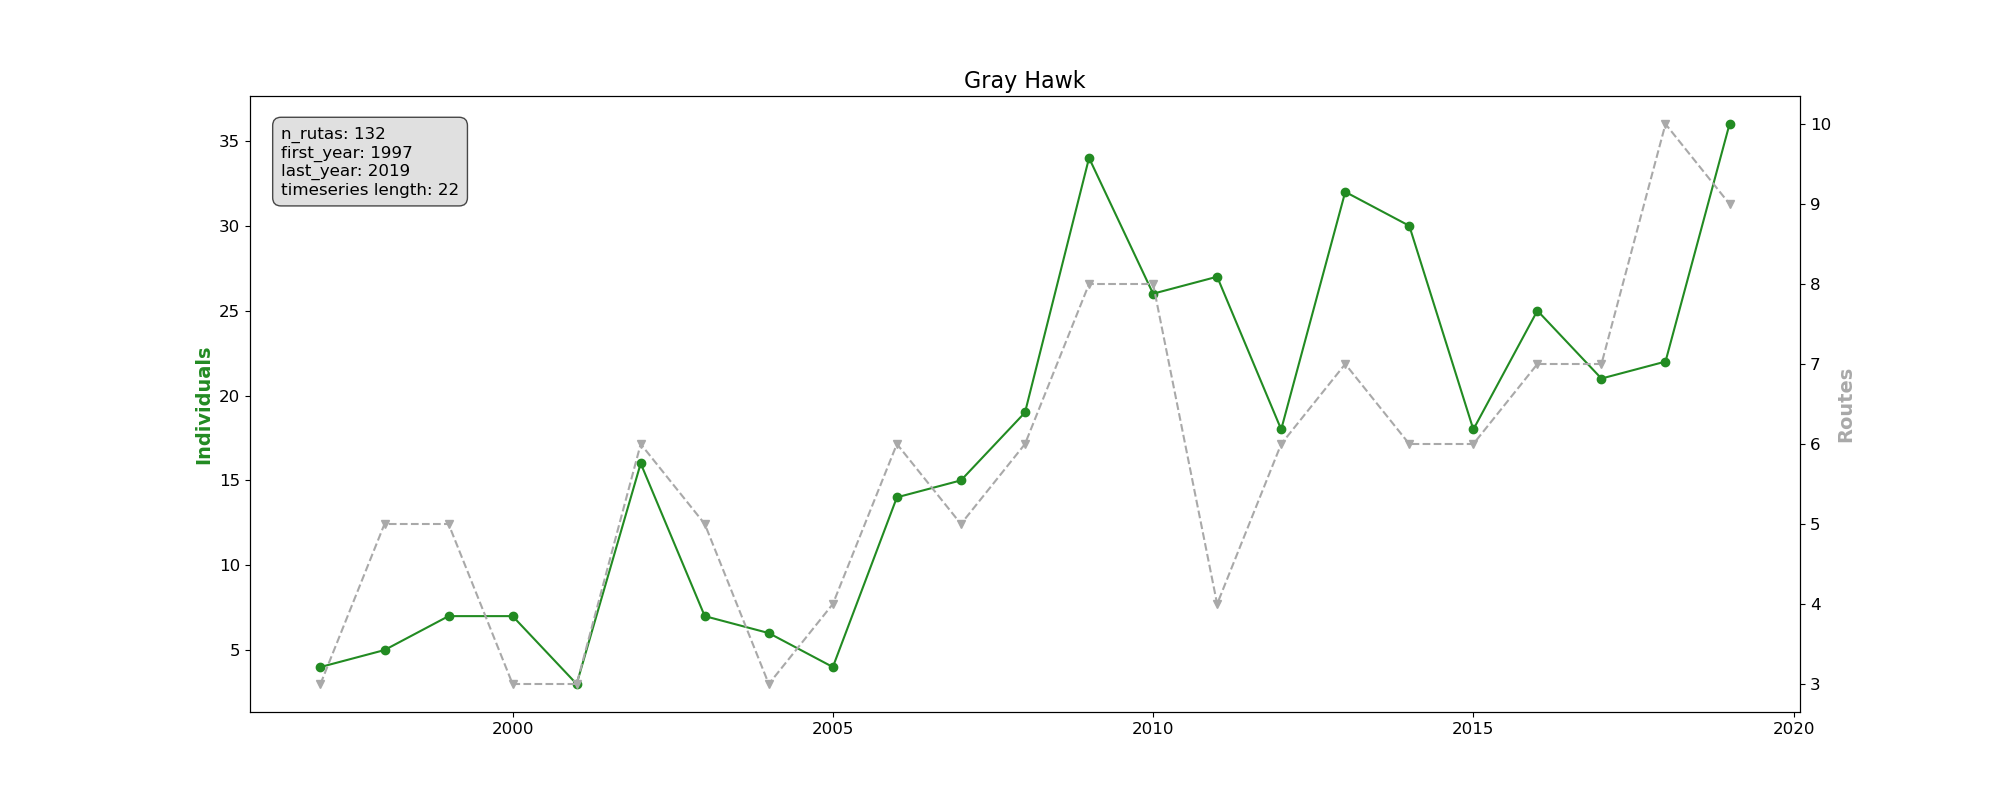 Gray Hawk
n_rutas: 132
first_year: 1997
last_year: 2019
timeseries length: 22
35
30
25
20
15
10
5
Individuals
10
9
8
7
6
5
4
3
Routes
2000 2005 2010 2015 2020